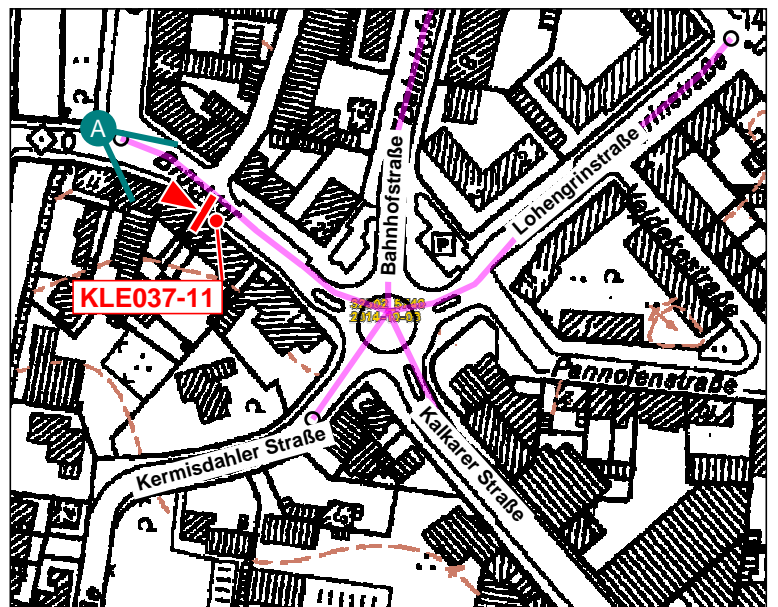 A
Bahnhofstraße
Lohengrinstraße
KLE037-11
2014-10-03
Pannofenstraße
Kermisdahler Straße
Kalkarer Straße
P